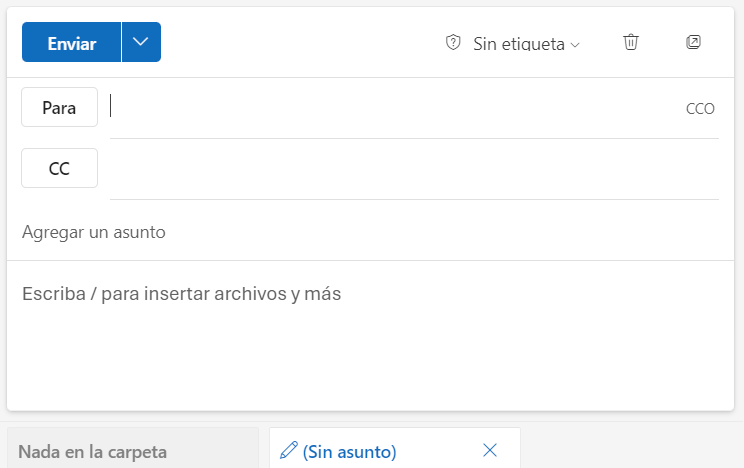 Enviar Sin etiqueta
Para CCO
CC
Agregar un asunto
Escriba / para insertar archivos y más
Nada en la carpeta (Sin asunto)